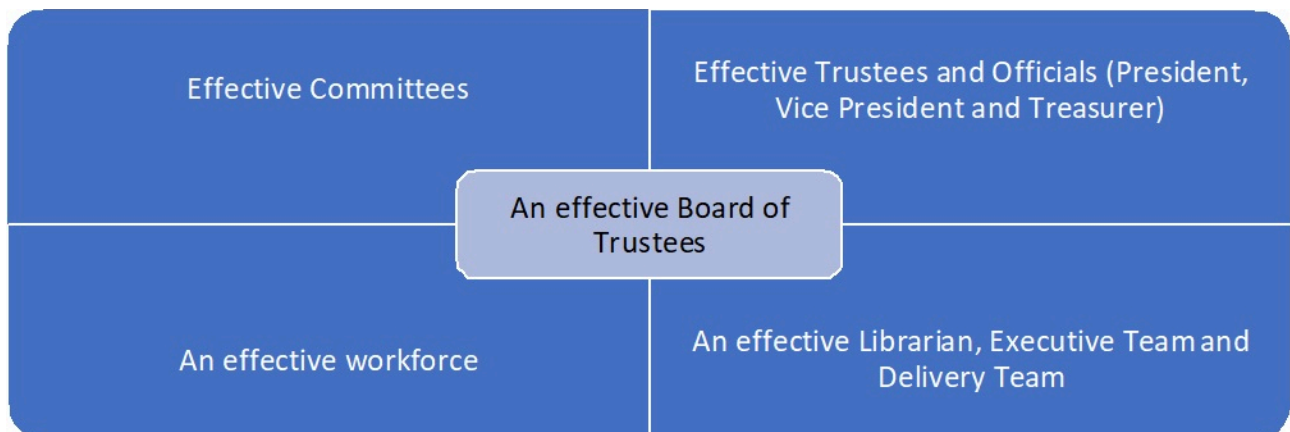 Effective Committees
Effective Trustees and Officials (President,
Vice President and Treasurer)
An effective Board of
Trustees
An effective workforce
An effective Librarian, Executive Team and
Delivery Team